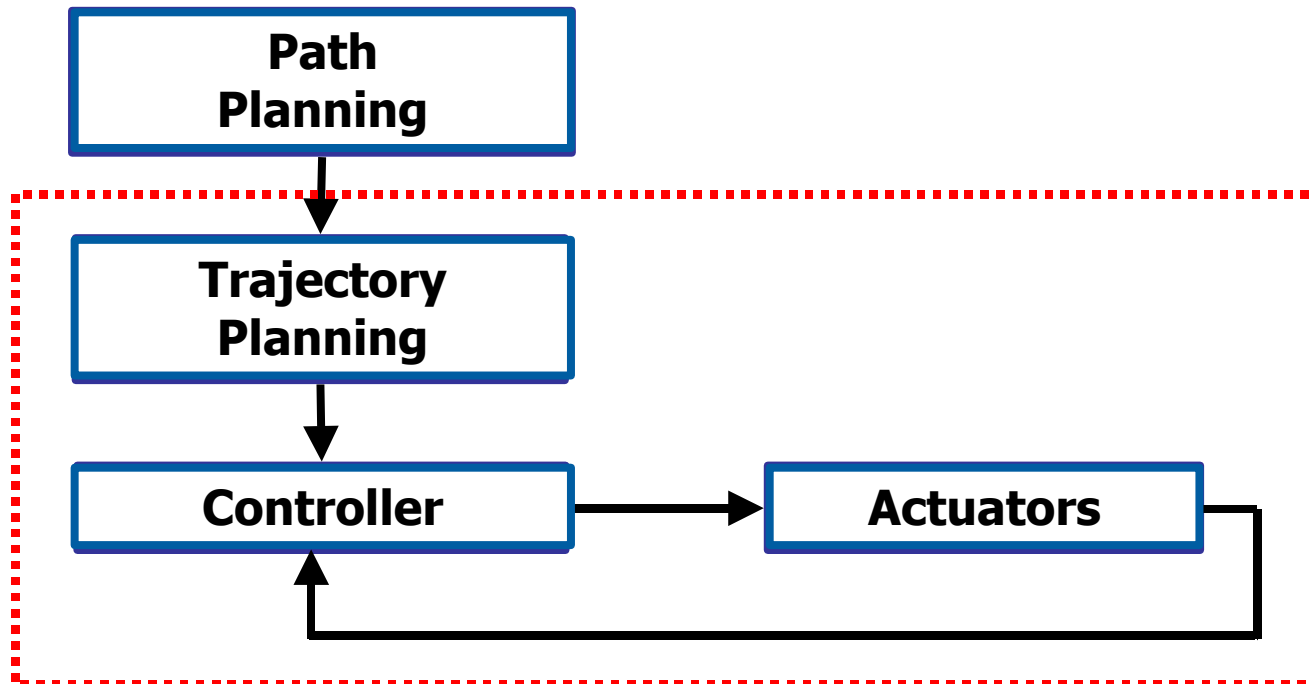 Path
Planning
Trajectory
Planning
Controller
Actuators